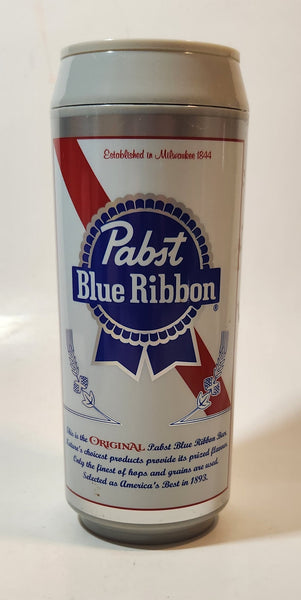 Established in Milwaukee 1844
Pabst
Blue Ribbon®
This is the ORIGINAL Pabst Blue Ribbon Beer.
Nature's choicest products provide its prized flavour.
Only the finest of hops and grains are used.
Selected as America's Best in 1893.